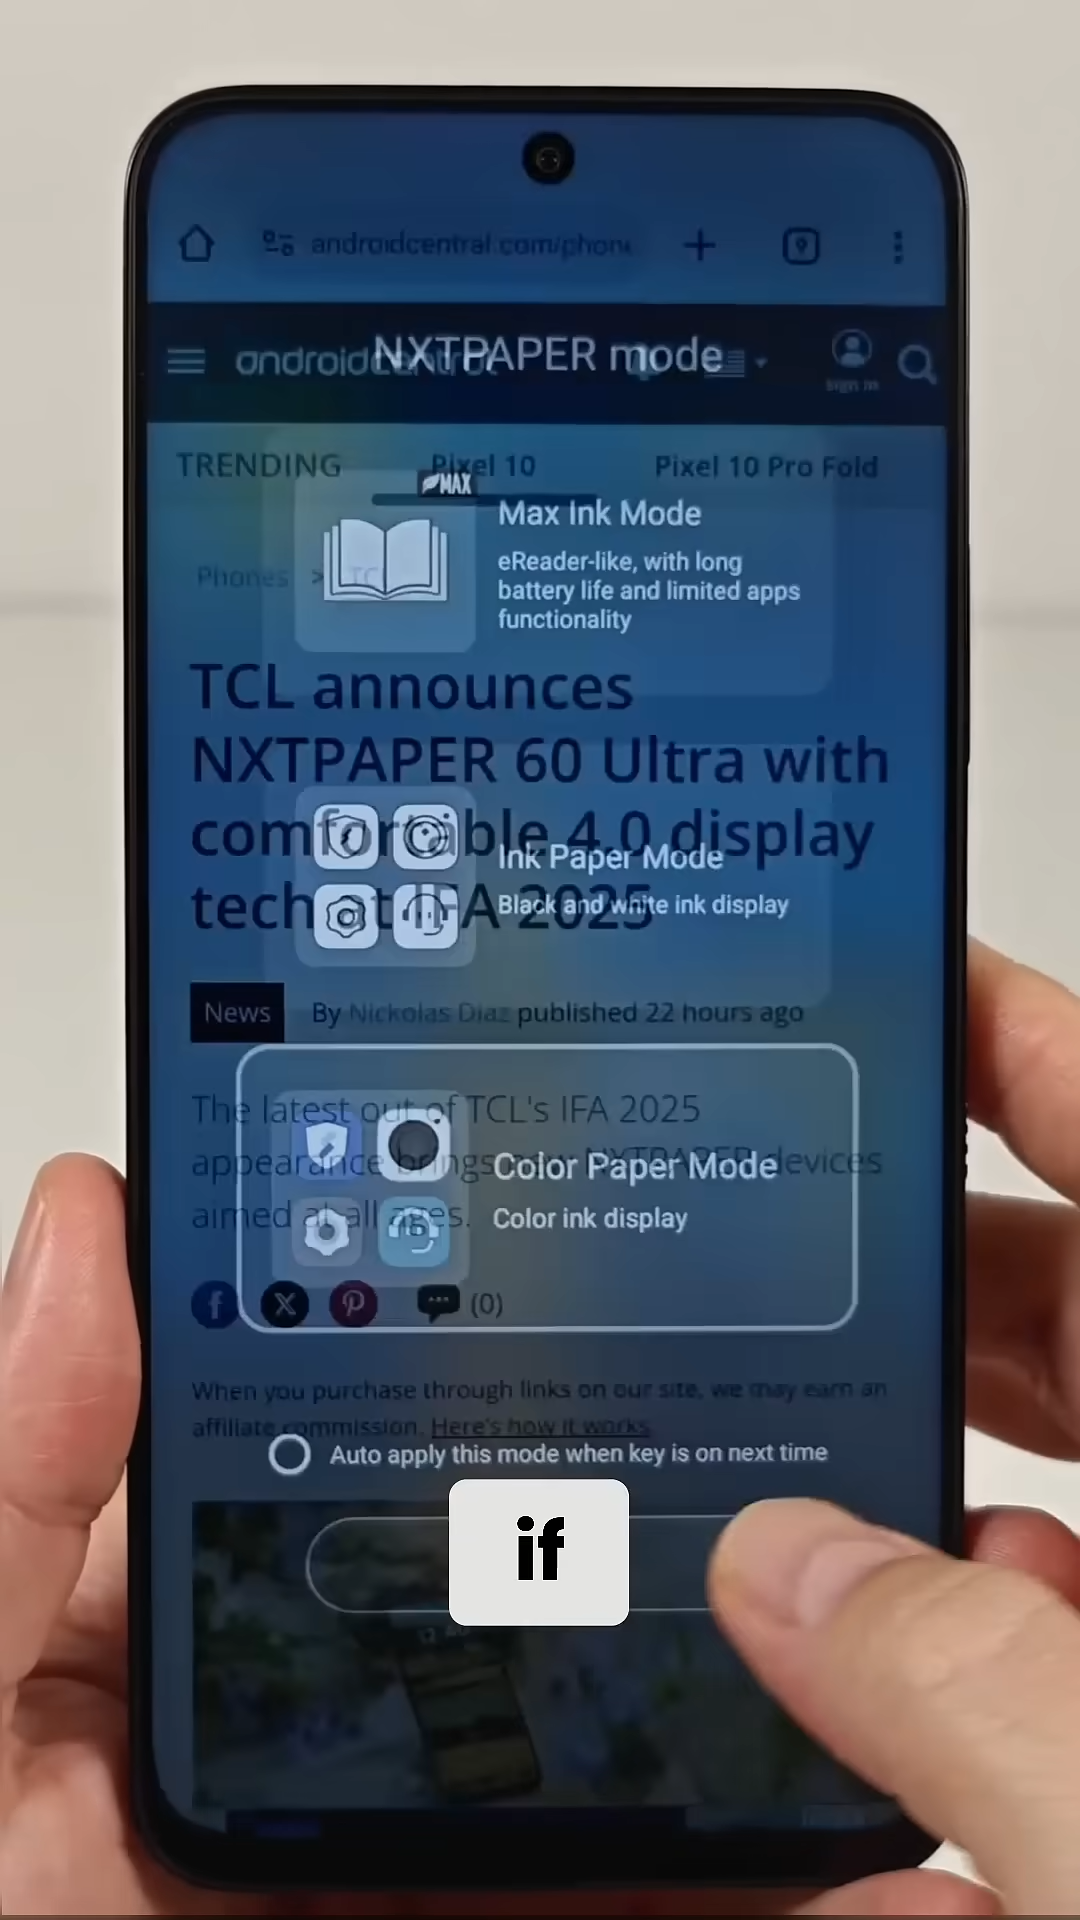 androidcentral.com/phone
androidcentral
NXTPAPER mode
Sign in
TRENDING Pixel 10 Pixel 10 Pro Fold
MAX
Max Ink Mode
eReader-like, with long
battery life and limited apps
functionality
Phones > TCL
TCL announces
NXTPAPER 60 Ultra with
comfortable 4.0 display
tech at IFA 2025
Ink Paper Mode
Black and white ink display
News By Nickolas Diaz published 22 hours ago
The latest out of TCL's IFA 2025
appearance brings new NXTPAPER devices
aimed at all ages.
Color Paper Mode
Color ink display
f X P (0)
When you purchase through links on our site, we may earn an
affiliate commission. Here's how it works
Auto apply this mode when key is on next time
if